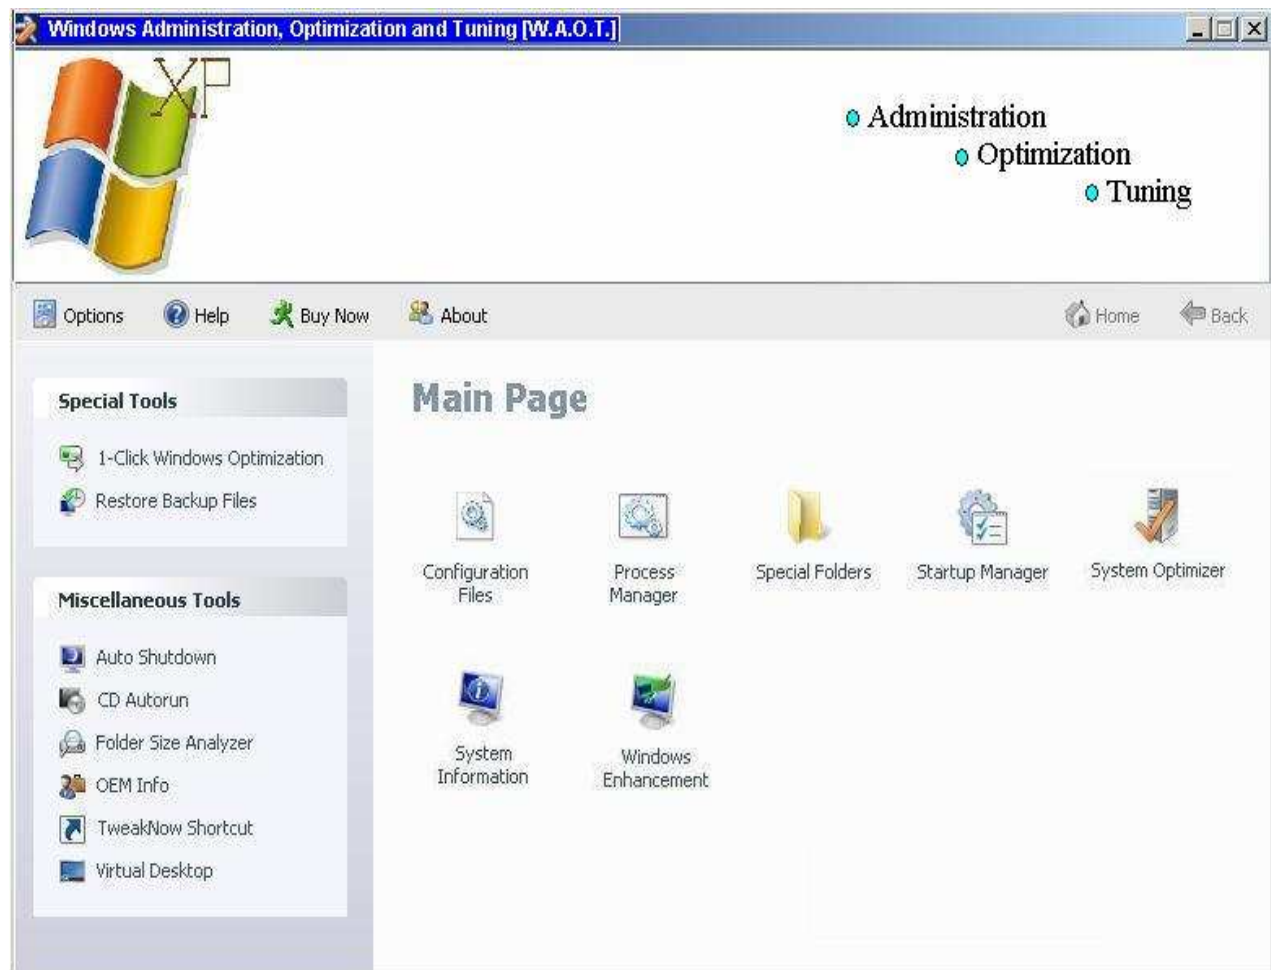 Windows Administration, Optimization and Tuning [W.A.O.T.]
XP
Administration
Optimization
Tuning
Options Help Buy Now About Home Back
Special Tools
1-Click Windows Optimization
Restore Backup Files
Miscellaneous Tools
Auto Shutdown
CD Autorun
Folder Size Analyzer
OEM Info
TweakNow Shortcut
Virtual Desktop
Main Page
Configuration
Files
Process
Manager
Special Folders
Startup Manager
System Optimizer
System
Information
Windows
Enhancement